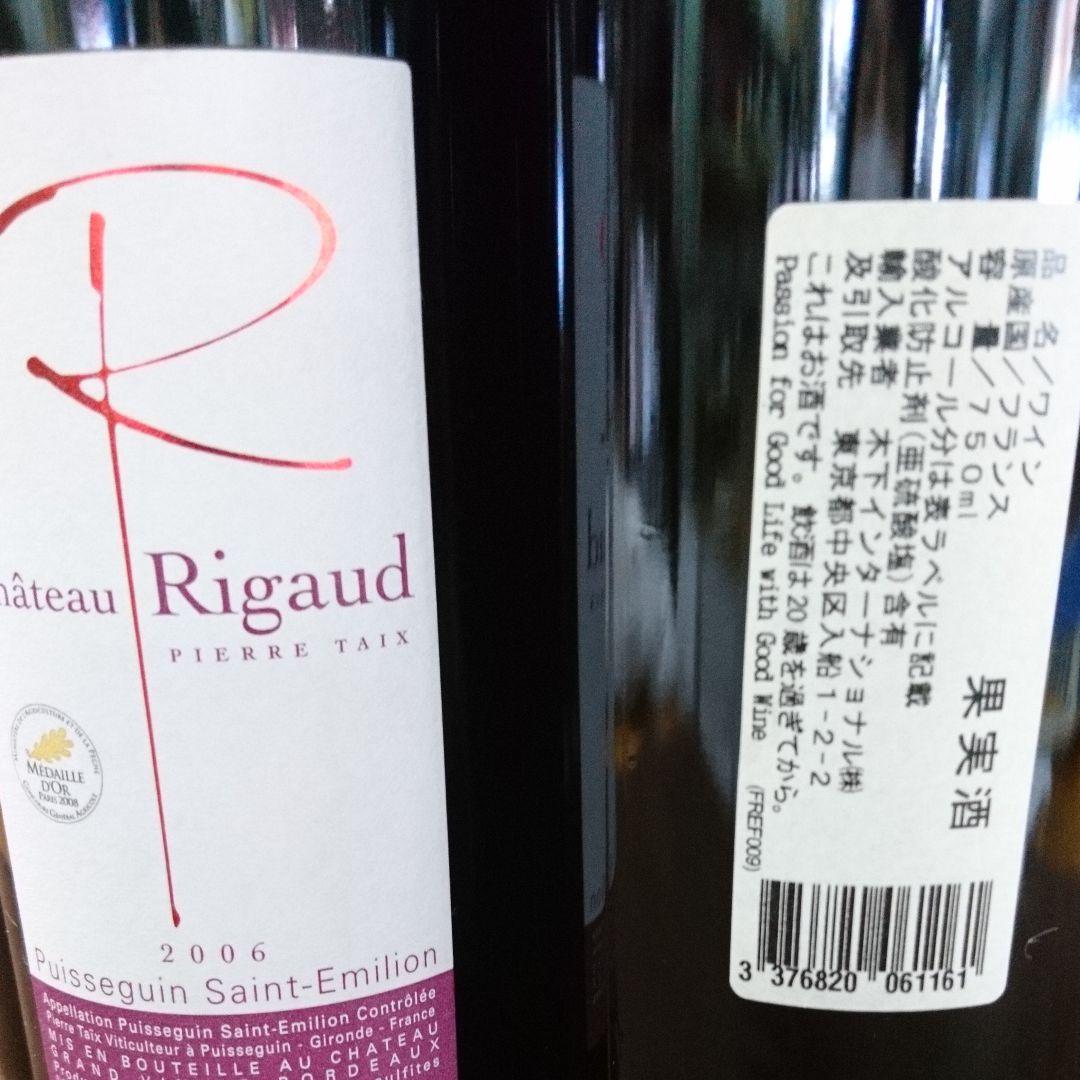 R
hâteau Rigaud
PIERRE TAIX
MÉDAILLE
D'OR
PARIS 2008
2006
Puisseguin Saint-Emilion
Appellation Puisseguin Saint-Emilion Contrôlée
Pierre Taïx Viticulteur à Puisseguin - Gironde - France
MIS EN BOUTEILLE AU CHATEAU
BORDEAUX
sulfites
品 名/ワイン
原産国/フランス
容 量/750ml
果実酒
アルコール分は表ラベルに記載
酸化防止剤(亜硫酸塩)含有
輸入業者 木下インターナショナル㈱
及引取先 東京都中央区入船1-2-2
これはお酒です。飲酒は20歳を過ぎてから。
Passion for Good Life with Good Wine
(FREF009)
3 376820 061161